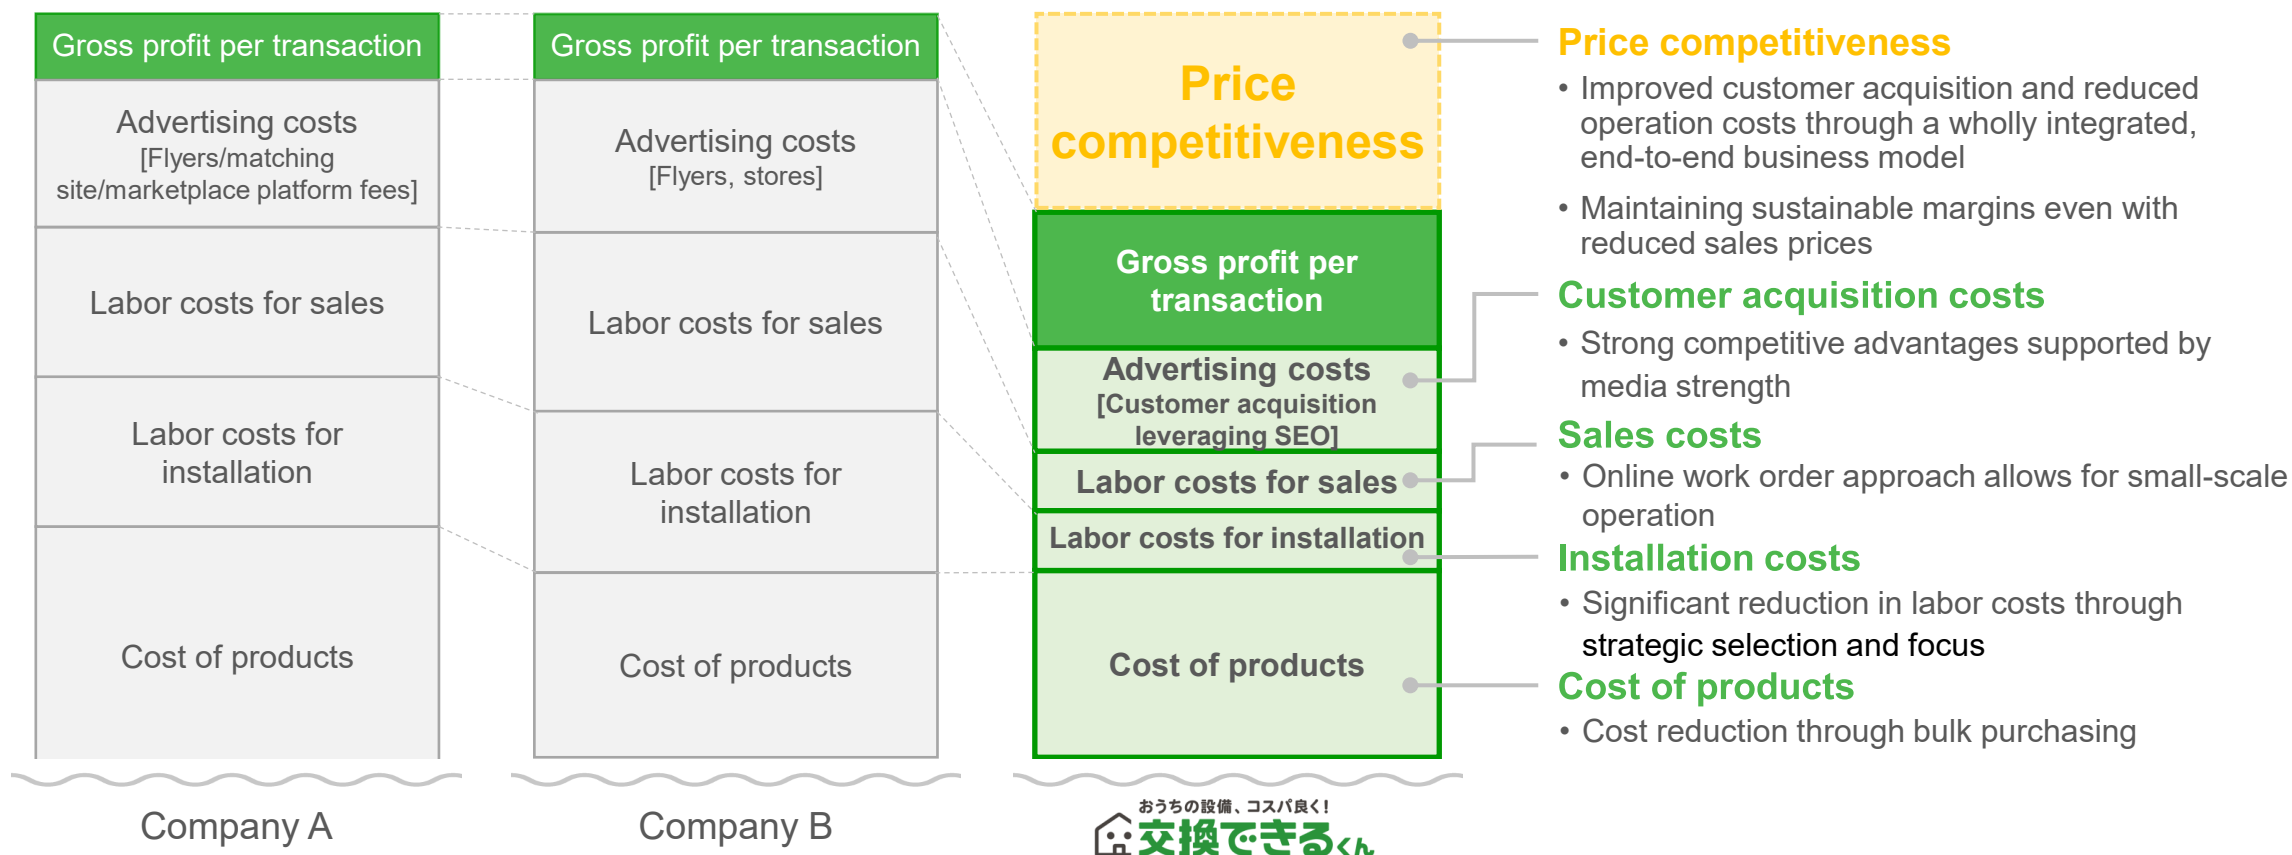 Gross profit per transaction
Advertising costs
[Flyers/matching
site/marketplace platform fees]
Labor costs for sales
Labor costs for
installation
Cost of products
Company A
Gross profit per transaction
Advertising costs
[Flyers, stores]
Labor costs for sales
Labor costs for
installation
Cost of products
Company B
Price
competitiveness
Gross profit per
transaction
Advertising costs
[Customer acquisition
leveraging SEO]
Labor costs for sales
Labor costs for installation
Cost of products
おうちの設備、コスパ良く!
交換できるくん
Price competitiveness
• Improved customer acquisition and reduced
operation costs through a wholly integrated,
end-to-end business model
• Maintaining sustainable margins even with
reduced sales prices
Customer acquisition costs
• Strong competitive advantages supported by
media strength
Sales costs
• Online work order approach allows for small-scale
operation
Installation costs
• Significant reduction in labor costs through
strategic selection and focus
Cost of products
• Cost reduction through bulk purchasing